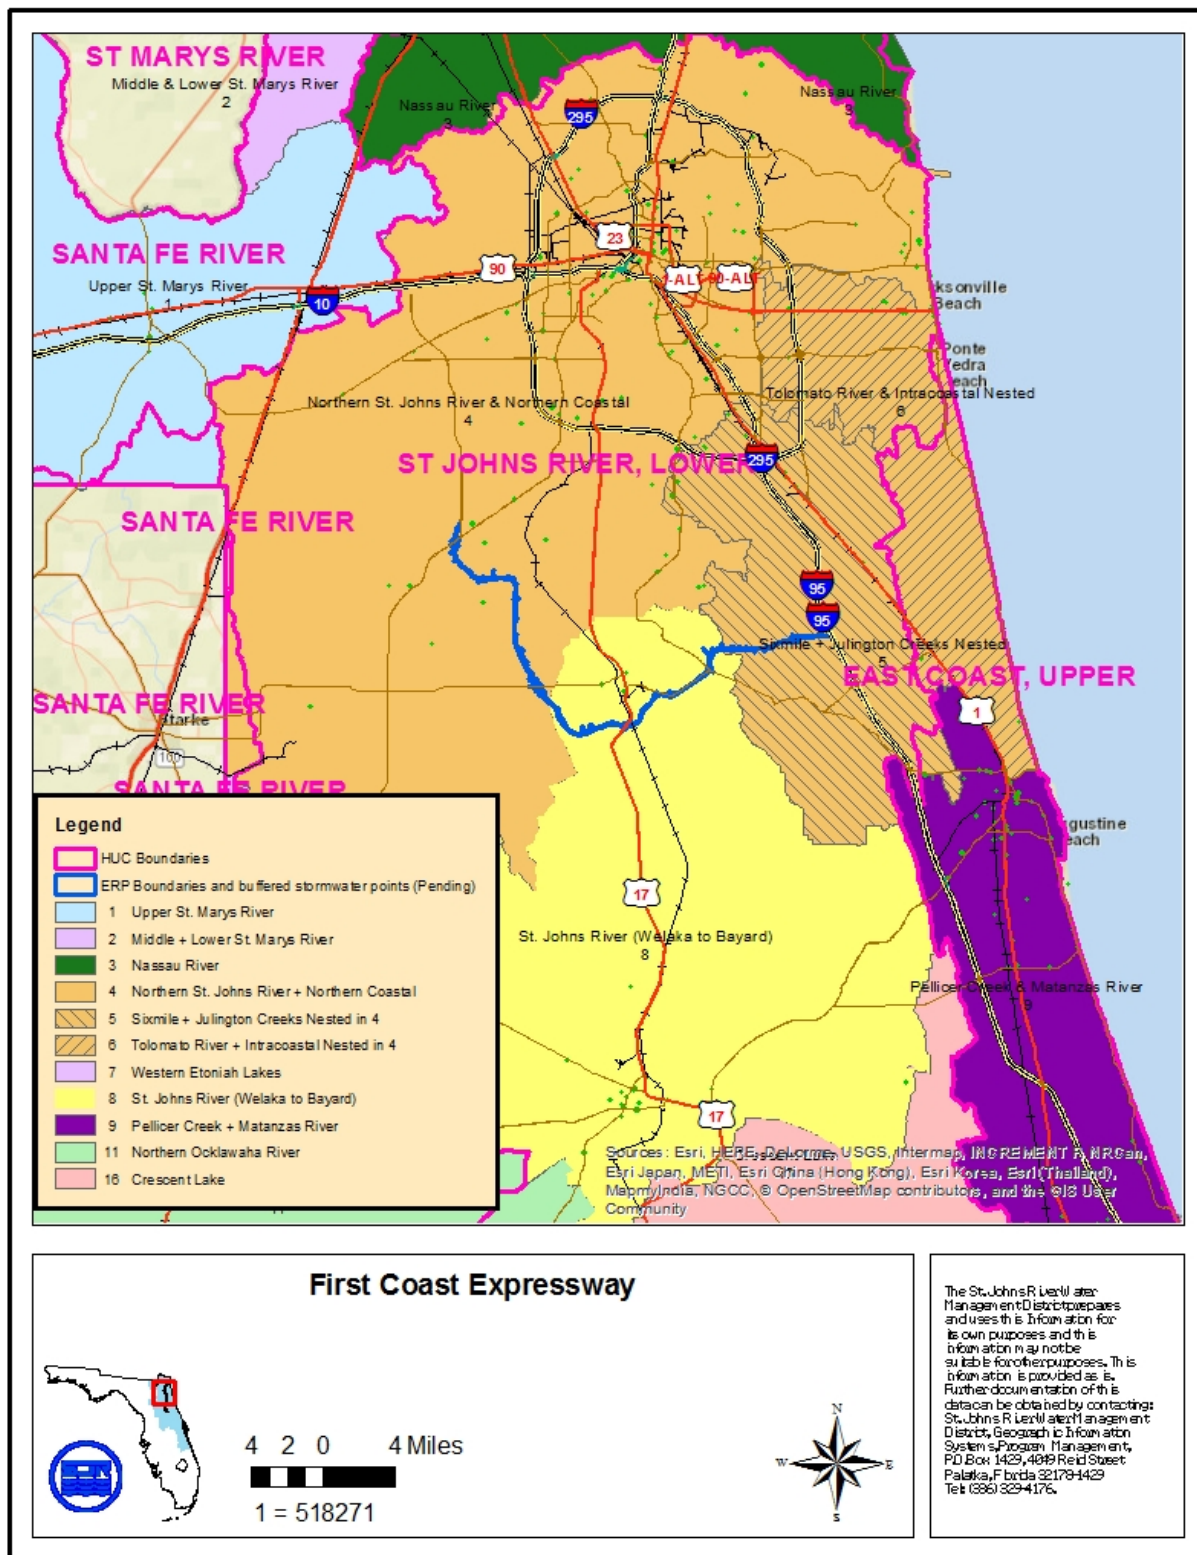 ST MARYS RIVER
Middle & Lower St. Marys River
2
Nassau River
3
Nassau River
3
295
23
SANTA FE RIVER
90
1-ALT
90-ALT
Upper St. Marys River
1
10
ksonville
Beach
Ponte
Vedra
Beach
Northern St. Johns River & Northern Coastal
4
Tolomato River & Intracoastal Nested
6
ST JOHNS RIVER, LOWER
295
SANTA FE RIVER
95
95
Sixmile + Julington Creeks Nested
5
EAST COAST, UPPER
SANTA FE RIVER
Starke
1
100
SANTA FE RIVER
gustine
each
17
St. Johns River (Welaka to Bayard)
8
Pellicer Creek & Matanzas River
9
17
Legend
HUC Boundaries
ERP Boundaries and buffered stormwater points (Pending)
1 Upper St. Marys River
2 Middle + Lower St. Marys River
3 Nassau River
4 Northern St. Johns River + Northern Coastal
5 Sixmile + Julington Creeks Nested in 4
6 Tolomato River + Intracoastal Nested in 4
7 Western Etoniah Lakes
8 St. Johns River (Welaka to Bayard)
9 Pellicer Creek + Matanzas River
11 Northern Ocklawaha River
16 Crescent Lake
Sources: Esri, HERE, DeLorme, USGS, Intermap, INCREMENT P, NRCan,
Esri Japan, METI, Esri China (Hong Kong), Esri Korea, Esri (Thailand),
MapmyIndia, NGCC, © OpenStreetMap contributors, and the GIS User
Community
First Coast Expressway
4 2 0 4 Miles
1 = 518271
N
W E
S
The St. Johns River Water
Management District prepares
and uses this information for
its own purposes and this
information may not be
suitable for other purposes. This
information is provided as is.
Further documentation of this
data can be obtained by contacting:
St. Johns River Water Management
District, Geographic Information
Systems, Program Management,
P.O. Box 1429, 4049 Reid Street
Palatka, Florida 32178-1429
Tel: (386) 329-4176.